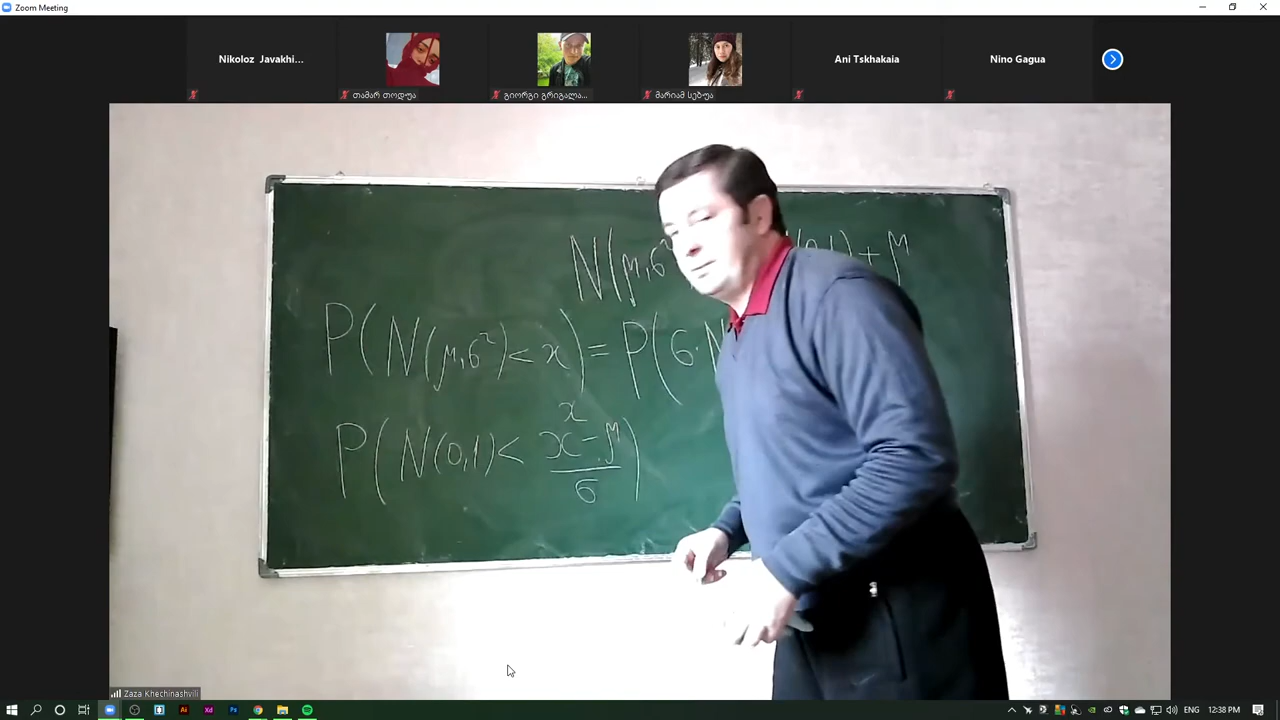 Zoom Meeting
Nikoloz Javakhi...
Ani Tskhakaia
Nino Gagua
თამარ თოდუა
გიორგი გრიგალა...
მარიამ სებუა
N(μ,σ² ,1) + μ
P(N(μ,σ²) < x) = P(σ·N
x
P(N(0,1) < x-μ
σ )
Zaza Khechinashvili
ENG 12:38 PM